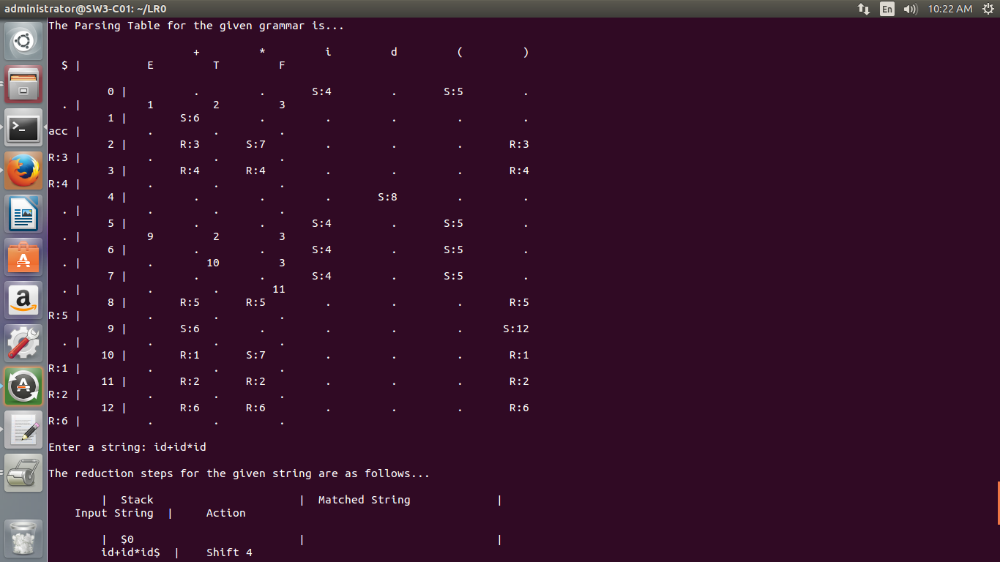 administrator@SW3-C01: ~/LR0 En 10:22 AM
The Parsing Table for the given grammar is...
+ * i d ( )
$ | E T F
0 | . . S:4 . S:5 .
. | 1 2 3
1 | S:6 . . . . .
acc | . . .
2 | R:3 S:7 . . . R:3
R:3 | . . .
3 | R:4 R:4 . . . R:4
R:4 | . . .
4 | . . . S:8 . .
. | . . .
5 | . . S:4 . S:5 .
. | 9 2 3
6 | . . S:4 . S:5 .
. | . 10 3
7 | . . S:4 . S:5 .
. | . . 11
8 | R:5 R:5 . . . R:5
R:5 | . . .
9 | S:6 . . . . S:12
. | . . .
10 | R:1 S:7 . . . R:1
R:1 | . . .
11 | R:2 R:2 . . . R:2
R:2 | . . .
12 | R:6 R:6 . . . R:6
R:6 | . . .
Enter a string: id+id*id
The reduction steps for the given string are as follows...
| Stack | Matched String |
Input String | Action
| $0 | |
id+id*id$ | Shift 4